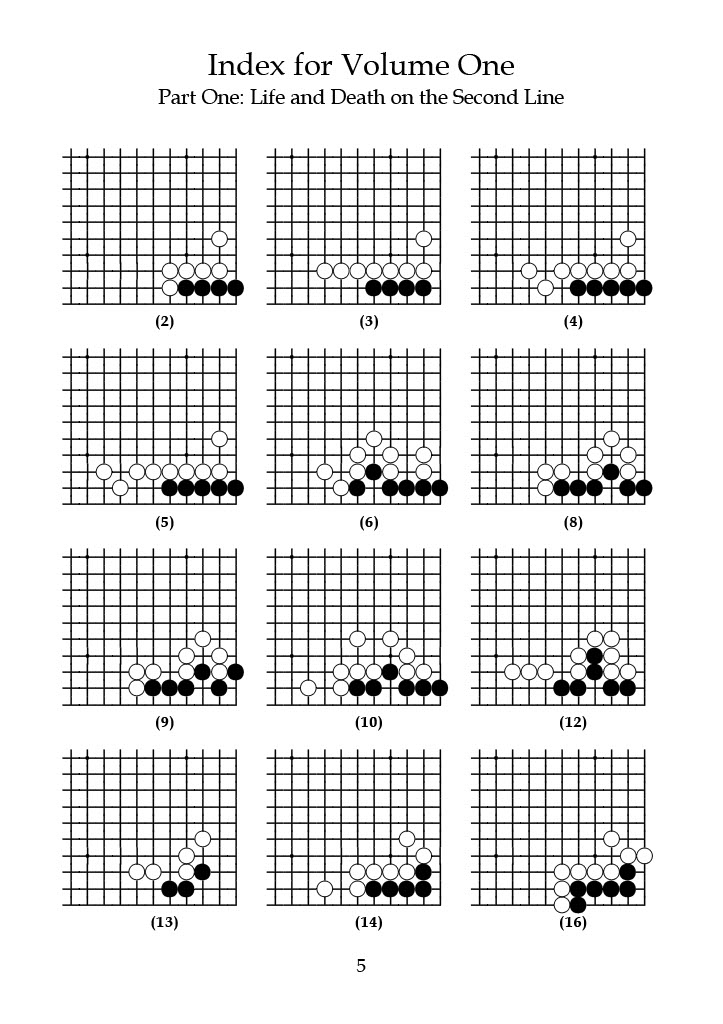 Index for Volume One
Part One: Life and Death on the Second Line
(2) (3) (4)
(5) (6) (8)
(9) (10) (12)
(13) (14) (16)
5